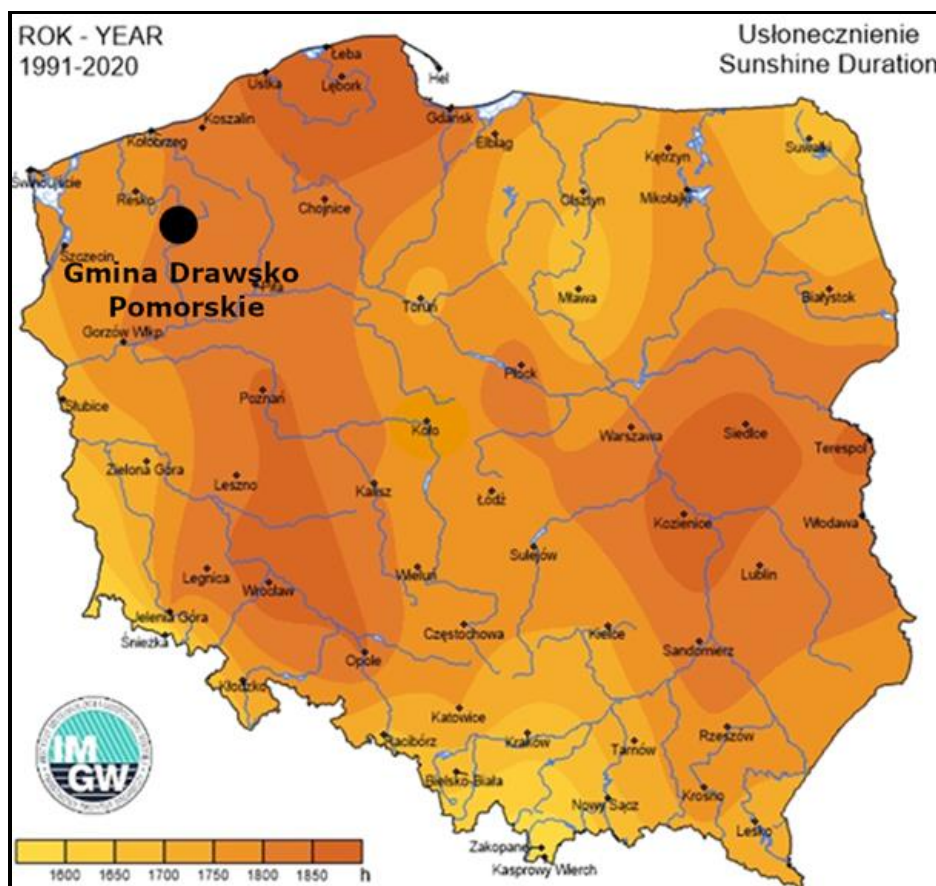 ROK - YEAR
1991-2020
Usłonecznienie
Sunshine Duration
Łeba
Ustka
Lębork
Hel
Gdańsk
Koszalin
Kołobrzeg
Elbląg
Kętrzyn
Suwałki
Świnoujście
Resko
Chojnice
Olsztyn
Mikołajki
Szczecin
Gmina Drawsko
Pomorskie
Piła
Toruń
Mława
Białystok
Gorzów Wlkp.
Płock
Poznań
Słubice
Koło
Warszawa
Siedlce
Terespol
Zielona Góra
Leszno
Kalisz
Łódź
Kozienice
Włodawa
Sulejów
Legnica
Wrocław
Wieluń
Lublin
Jelenia Góra
Śnieżka
Częstochowa
Kielce
Sandomierz
Opole
Kłodzko
Katowice
Racibórz
Kraków
Tarnów
Rzeszów
Bielsko-Biała
Nowy Sącz
Krosno
Lesko
Zakopane
Kasprowy Wierch
IM
GW
1600 1650 1700 1750 1800 1850 h